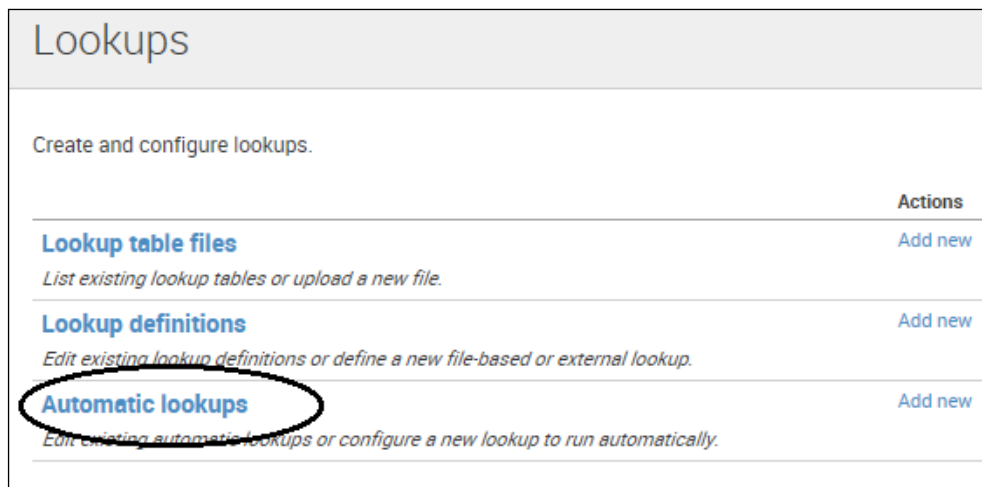 Lookups
Create and configure lookups.
Actions
Lookup table files Add new
List existing lookup tables or upload a new file.
Lookup definitions Add new
Edit existing lookup definitions or define a new file-based or external lookup.
Automatic lookups Add new
Edit existing automatic lookups or configure a new lookup to run automatically.